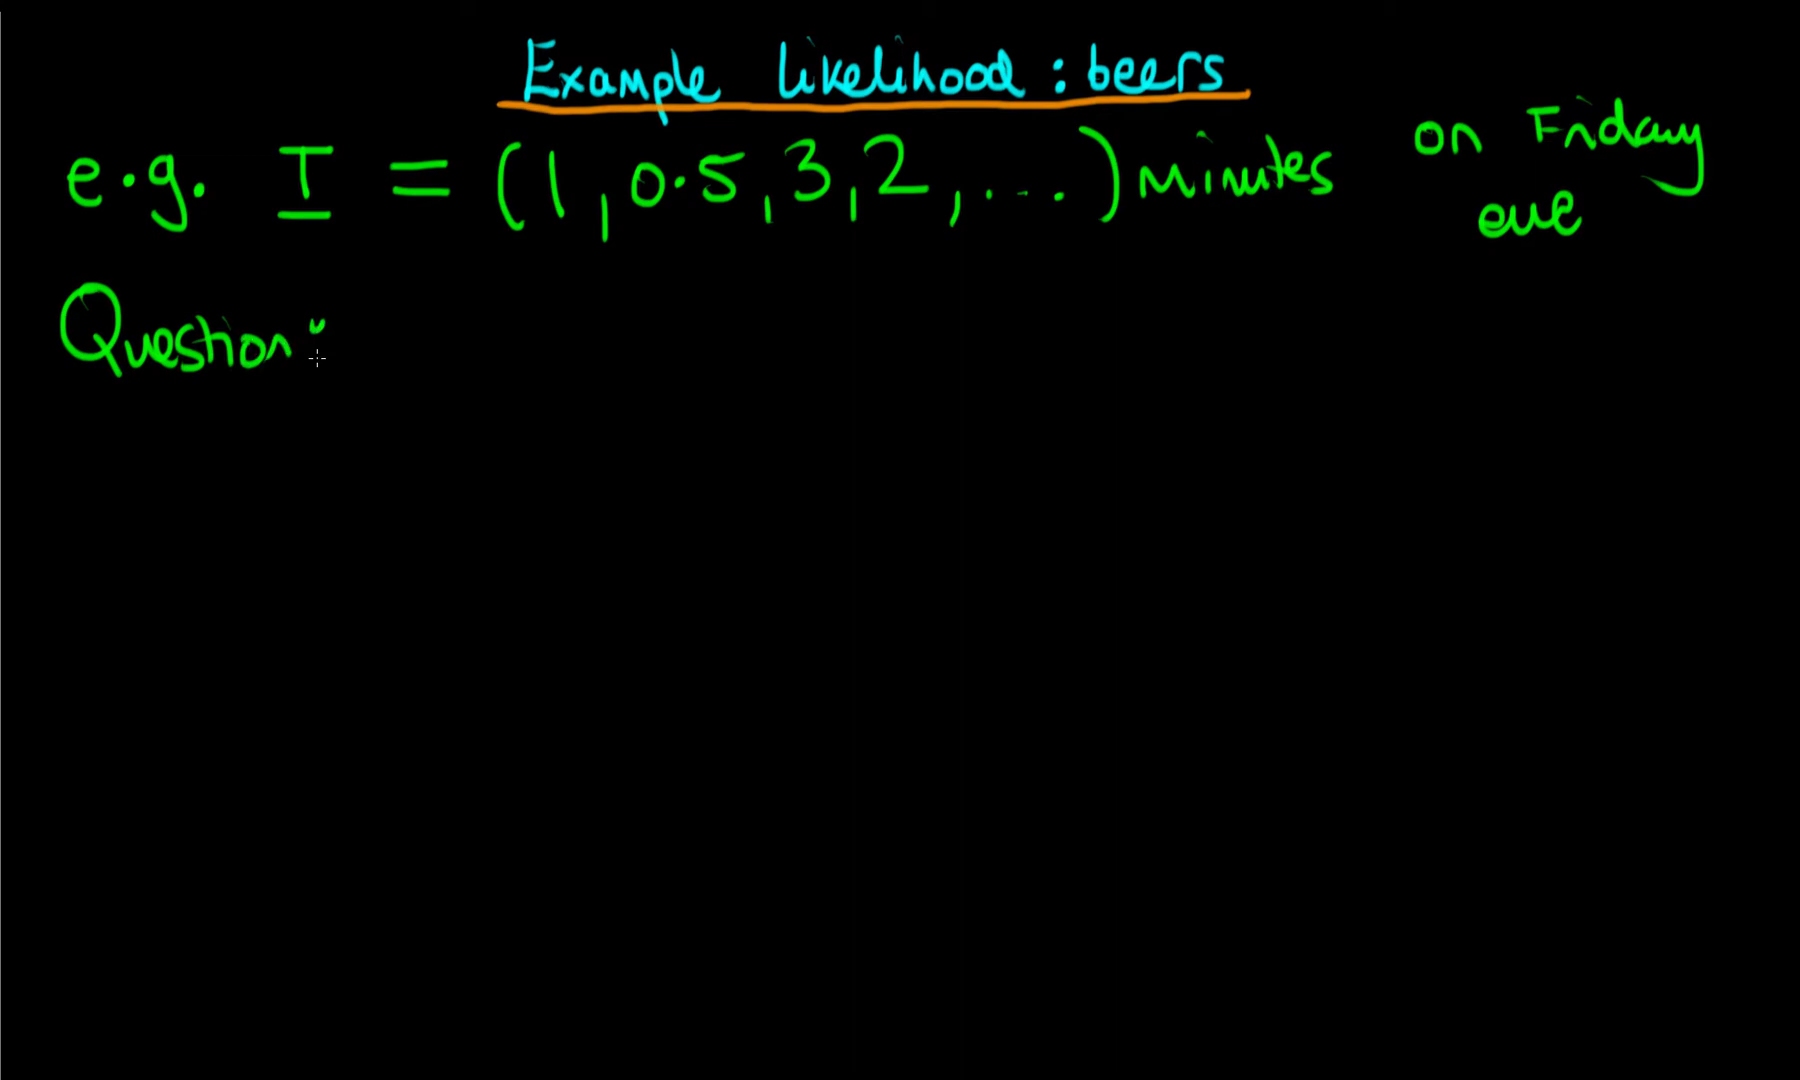 Example likelihood : beers
e.g. T = (1, 0.5, 3, 2, ...) minutes on Friday
eve
Question: